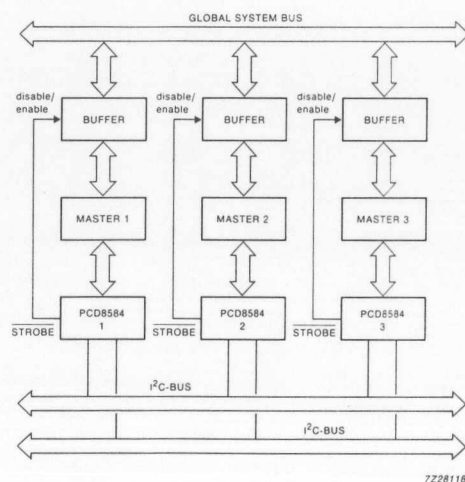 GLOBAL SYSTEM BUS
disable/
enable
BUFFER
disable/
enable
BUFFER
disable/
enable
BUFFER
MASTER 1
MASTER 2
MASTER 3
PCD8584
1
STROBE
PCD8584
2
STROBE
PCD8584
3
STROBE
I²C-BUS
I²C-BUS
7Z28118